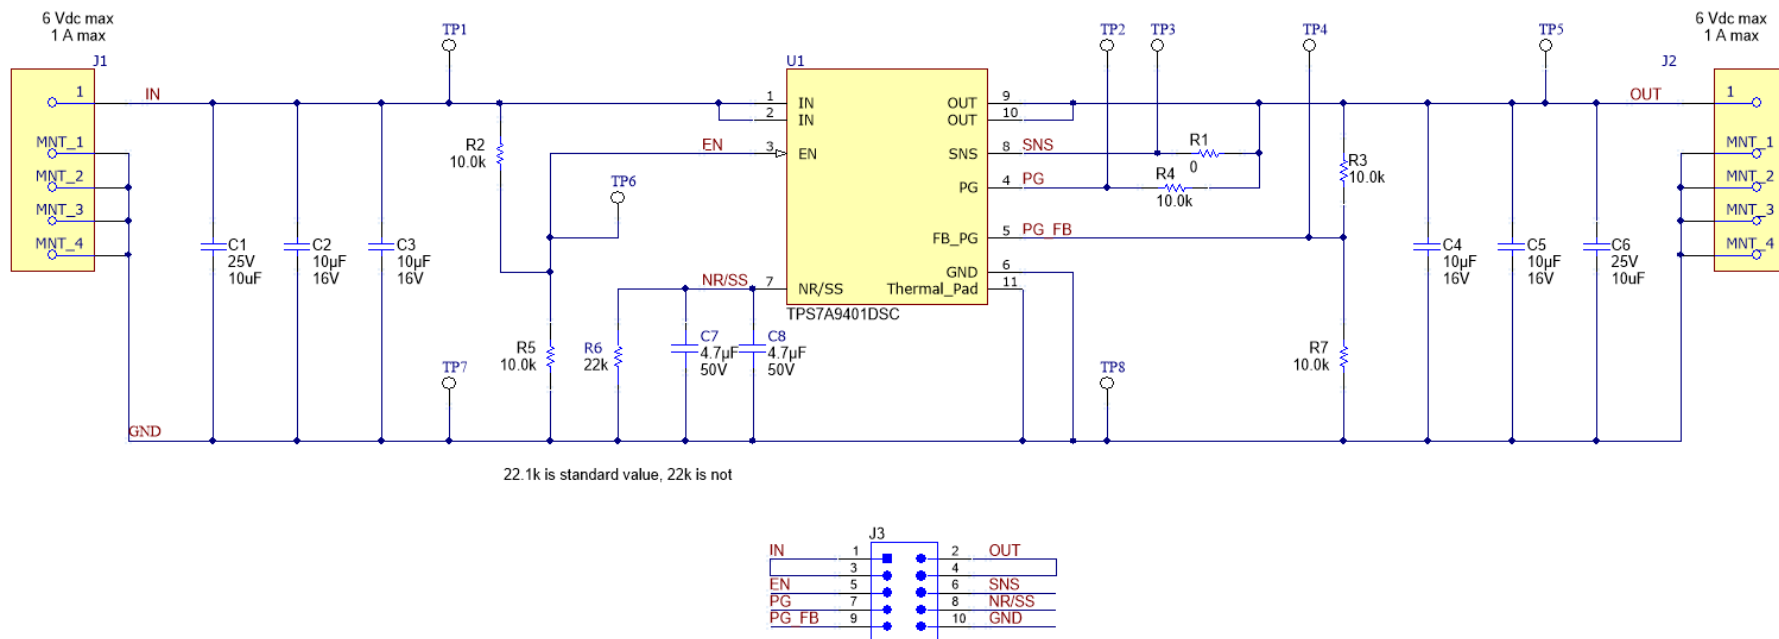 6 Vdc max
1 A max
J1
1
MNT_1
MNT_2
MNT_3
MNT_4
IN
GND
C1
25V
10uF
C2
10µF
16V
C3
10µF
16V
TP1
R2
10.0k
EN
TP6
NR/SS
R5
10.0k
R6
22k
C7
4.7µF
50V
C8
4.7µF
50V
TP7
U1
1
IN
2
IN
3
EN
7
NR/SS
OUT
9
OUT
10
SNS
8
PG
4
FB_PG
5
GND
6
Thermal_Pad
11
TPS7A9401DSC
TP2
TP3
TP4
TP5
SNS
R1
0
PG
R4
10.0k
PG_FB
R3
10.0k
R7
10.0k
TP8
C4
10µF
16V
C5
10µF
16V
C6
25V
10uF
OUT
6 Vdc max
1 A max
J2
1
MNT_1
MNT_2
MNT_3
MNT_4
22.1k is standard value, 22k is not
J3
IN 1 2 OUT
3 4
EN 5 6 SNS
PG 7 8 NR/SS
PG_FB 9 10 GND